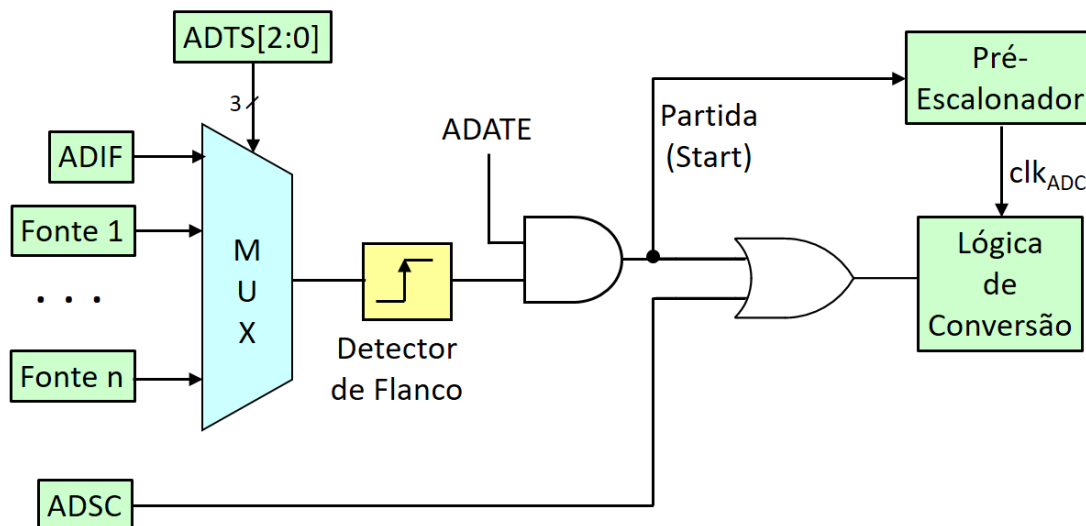 ADTS[2:0]
3
ADIF
Fonte 1
. . .
Fonte n
ADSC
M
U
X
Detector
de Flanco
ADATE
Partida
(Start)
Pré-
Escalonador
clkADC
Lógica
de
Conversão